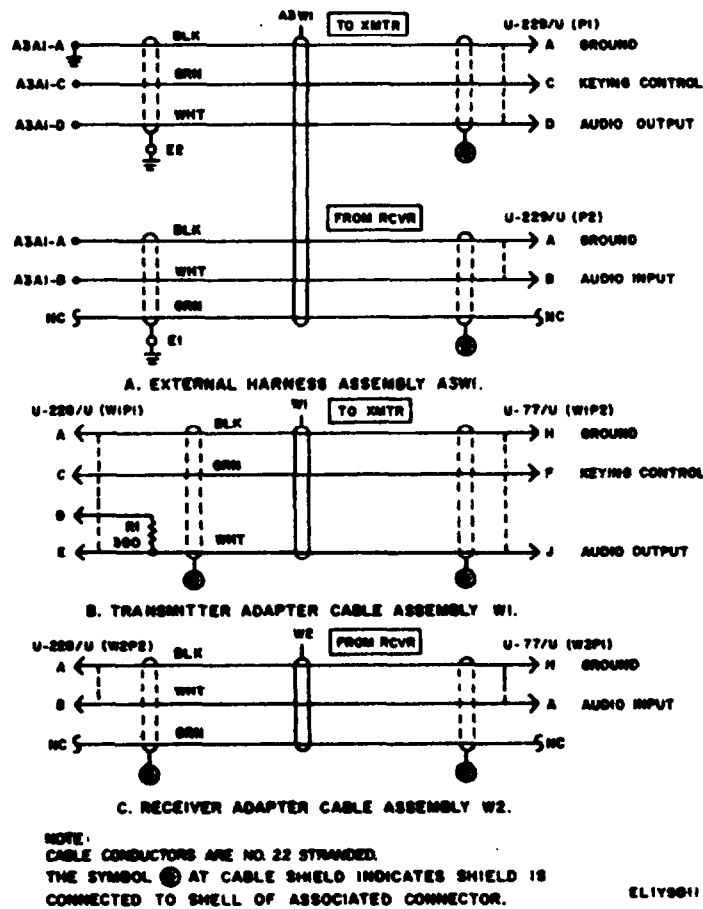 A3W1
TO XMTR
U-229/U (P1)
A3A1-A BLK A GROUND
A3A1-C GRN C KEYING CONTROL
A3A1-D WHT D AUDIO OUTPUT
E2
FROM RCVR
U-229/U (P2)
A3A1-A BLK A GROUND
A3A1-B WHT B AUDIO INPUT
NC GRN NC
E1
A. EXTERNAL HARNESS ASSEMBLY A3W1.
U-228/U (W1P1) W1 TO XMTR U-77/U (W1P2)
A BLK H GROUND
C GRN F KEYING CONTROL
D
R1
E WHT J AUDIO OUTPUT
B. TRANSMITTER ADAPTER CABLE ASSEMBLY W1.
U-228/U (W2P2) W2 FROM RCVR U-77/U
A BLK H GROUND
B WHT A AUDIO INPUT
NC GRN NC
C. RECEIVER ADAPTER CABLE ASSEMBLY W2.
NOTE:
CABLE CONDUCTORS ARE NO. 22 STRANDED.
THE SYMBOL AT CABLE SHIELD INDICATES SHIELD IS
CONNECTED TO SHELL OF ASSOCIATED CONNECTOR.